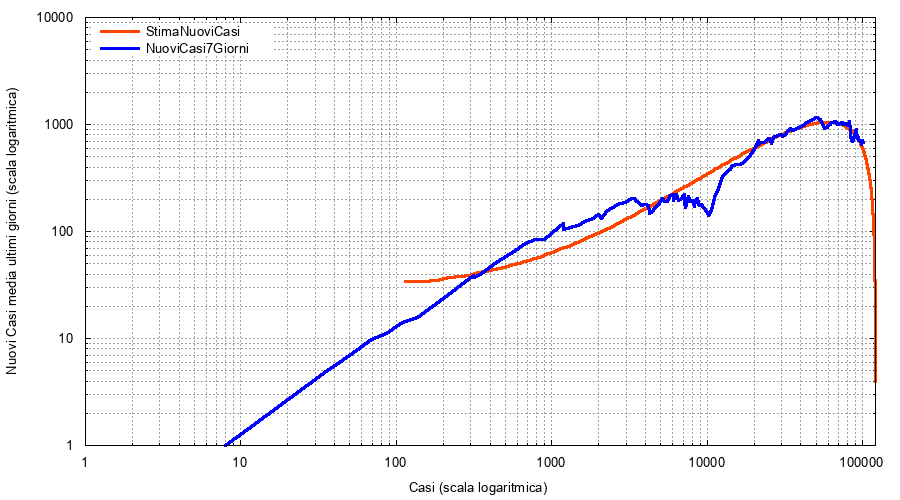 10000
1000
100
10
1
1
10
100
1000
10000
100000
StimaNuoviCasi
NuoviCasi7Giorni
Nuovi Casi media ultimi giorni (scala logaritmica)
Casi (scala logaritmica)